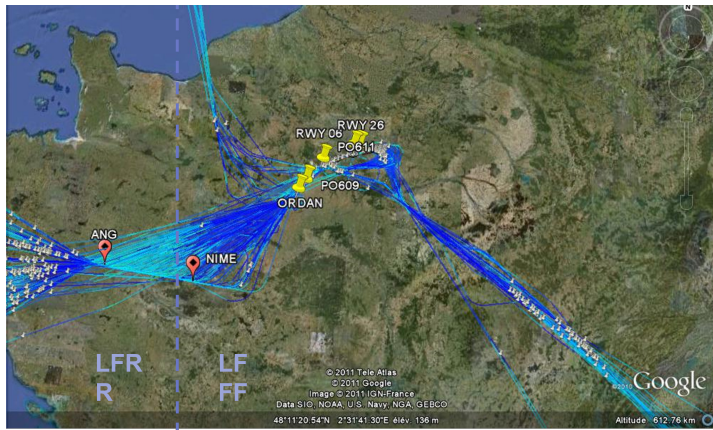 N
RWY 26
RWY 06
PO611
PO609
ORDAN
ANG
NIME
LFR
R
LF
FF
© 2011 Tele Atlas
© 2011 Google
Image © 2011 IGN-France
Data SIO, NOAA, U.S. Navy, NGA, GEBCO
©2010 Google
48°11'20.54"N 2°31'41.30"E élév. 136 m
Altitude 612.76 km